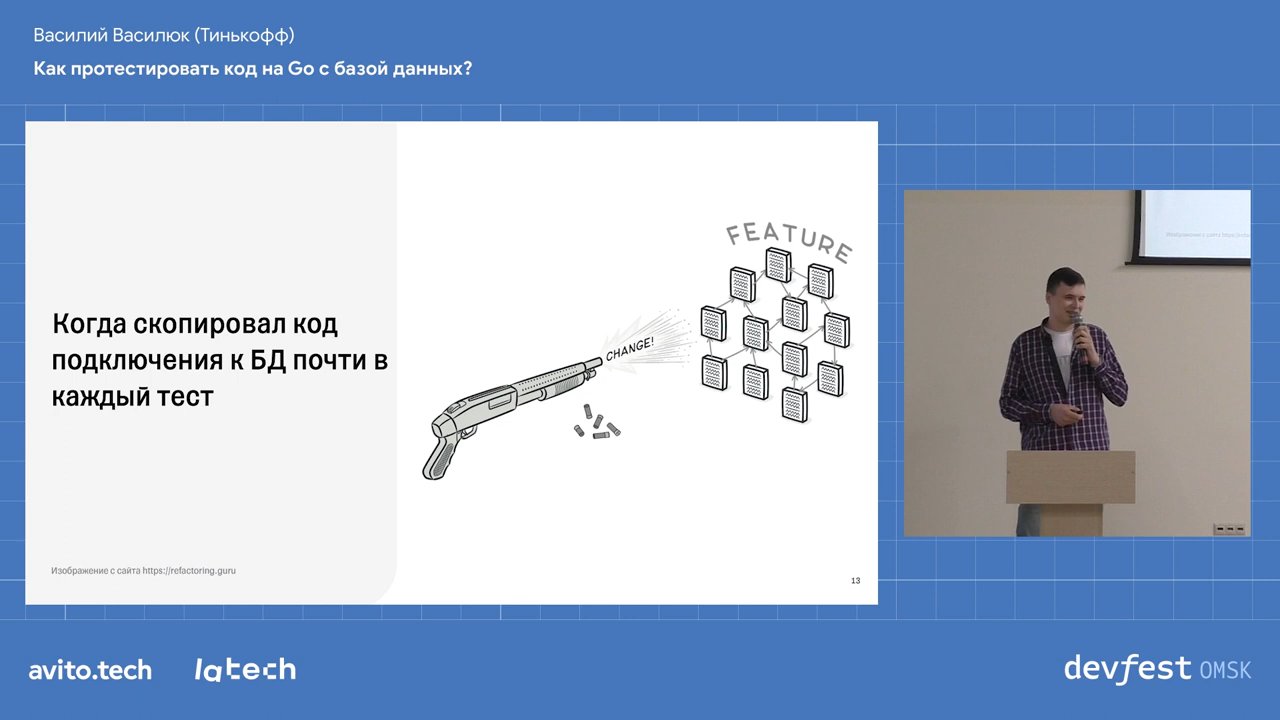 Василий Василюк (Тинькофф)
Как протестировать код на Go с базой данных?
Когда скопировал код
подключения к БД почти в
каждый тест
FEATURE
CHANGE!
Изображение с сайта https://refactoring.guru
13
avito.tech
latech
devfest OMSK